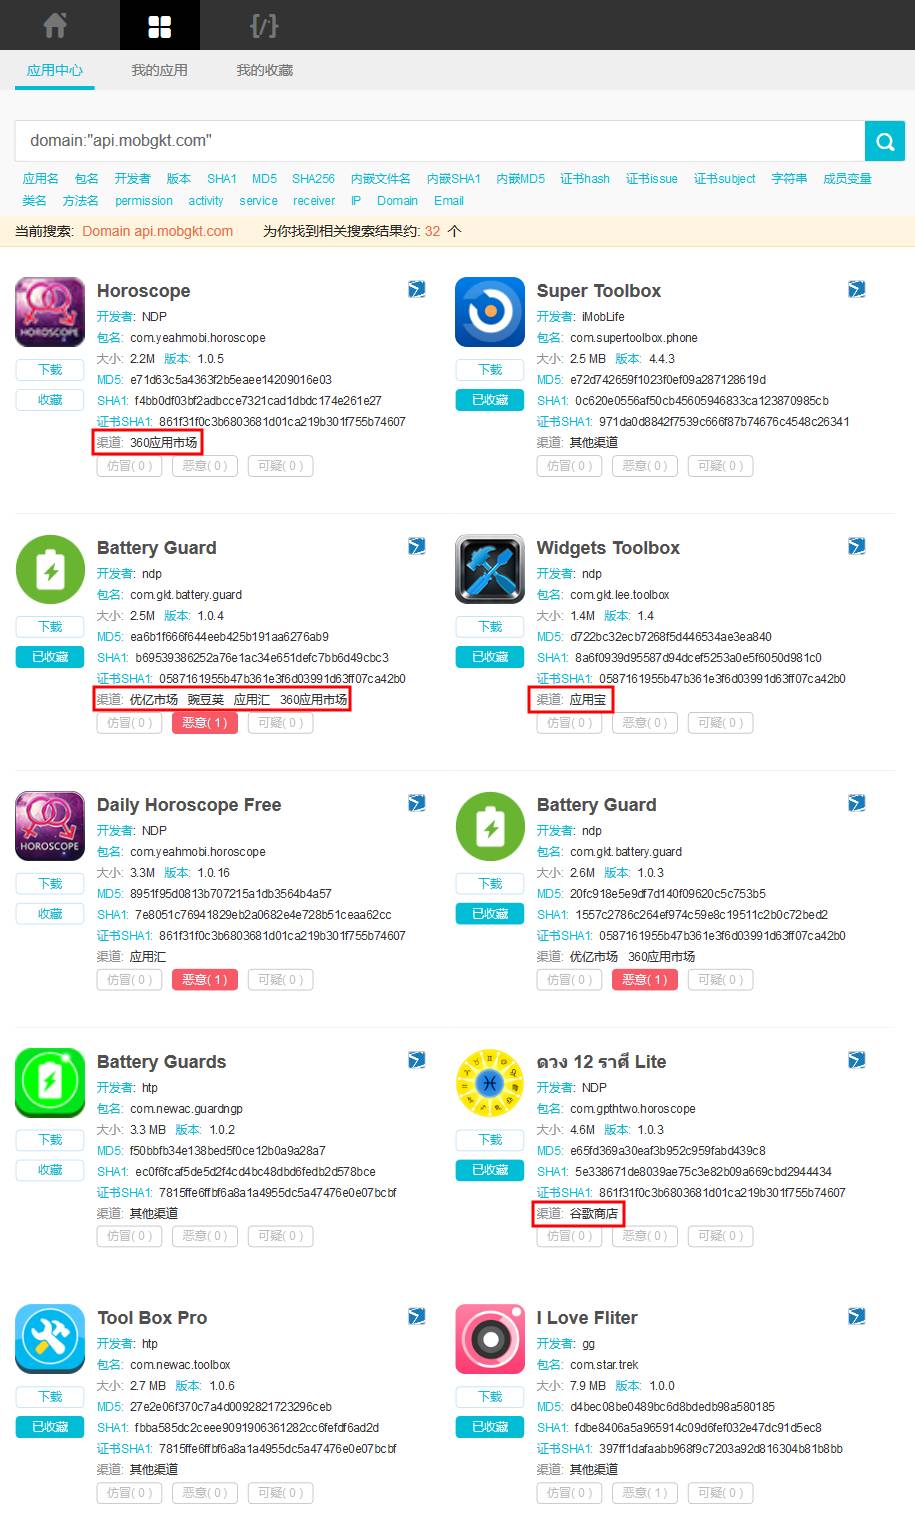 应用中心 我的应用 我的收藏
domain:"api.mobgkt.com"
应用名 包名 开发者 版本 SHA1 MD5 SHA256 内嵌文件名 内嵌SHA1 内嵌MD5 证书hash 证书issue 证书subject 字符串 成员变量
类名 方法名 permission activity service receiver IP Domain Email
当前搜索: Domain api.mobgkt.com 为你找到相关搜索结果约: 32 个
HOROSCOPE
Horoscope
开发者: NDP
包名: com.yeahmobi.horoscope
大小: 2.2M 版本: 1.0.5
下载
MD5: e71d63c5a4363f2b5eaee14209016e03
收藏
SHA1: f4bb0df03bf2adbcce7321cad1dbdc174e261e27
证书SHA1: 861f31f0c3b6803681d01ca219b301f755b74607
渠道: 360应用市场
仿冒( 0 ) 恶意( 0 ) 可疑( 0 )
Super Toolbox
开发者: iMobLife
包名: com.supertoolbox.phone
大小: 2.5 MB 版本: 4.4.3
下载
MD5: e72d742659f1023f0ef09a287128619d
已收藏
SHA1: 0c620e0556af50cb45605946833ca123870985cb
证书SHA1: 971da0d8842f7539c666f87b74676c4548c26341
渠道: 其他渠道
仿冒( 0 ) 恶意( 0 ) 可疑( 0 )
Battery Guard
开发者: ndp
包名: com.gkt.battery.guard
大小: 2.5M 版本: 1.0.4
下载
MD5: ea6b1f666f644eeb425b191aa6276ab9
已收藏
SHA1: b69539386252a76e1ac34e651defc7bb6d49cbc3
证书SHA1: 0587161955b47b361e3f6d03991d63ff07ca42b0
渠道: 优亿市场 豌豆荚 应用汇 360应用市场
仿冒( 0 ) 恶意( 1 ) 可疑( 0 )
Widgets Toolbox
开发者: ndp
包名: com.gkt.lee.toolbox
大小: 1.4M 版本: 1.4
下载
MD5: d722bc32ecb7268f5d446534ae3ea840
已收藏
SHA1: 8a6f0939d95587d94dcef5253a0e5f6050d981c0
证书SHA1: 0587161955b47b361e3f6d03991d63ff07ca42b0
渠道: 应用宝
仿冒( 0 ) 恶意( 0 ) 可疑( 0 )
HOROSCOPE
Daily Horoscope Free
开发者: NDP
包名: com.yeahmobi.horoscope
大小: 3.3M 版本: 1.0.16
下载
MD5: 8951f95d0813b707215a1db3564b4a57
收藏
SHA1: 7e8051c76941829eb2a0682e4e728b51ceaa62cc
证书SHA1: 861f31f0c3b6803681d01ca219b301f755b74607
渠道: 应用汇
仿冒( 0 ) 恶意( 1 ) 可疑( 0 )
Battery Guard
开发者: ndp
包名: com.gkt.battery.guard
大小: 2.6M 版本: 1.0.3
下载
MD5: 20fc918e5e9df7d140f09620c5c753b5
已收藏
SHA1: 1557c2786c264ef974c59e8c19511c2b0c72bed2
证书SHA1: 0587161955b47b361e3f6d03991d63ff07ca42b0
渠道: 优亿市场 360应用市场
仿冒( 0 ) 恶意( 1 ) 可疑( 0 )
Battery Guards
开发者: htp
包名: com.newac.guardngp
大小: 3.3 MB 版本: 1.0.2
下载
MD5: f50bbfb34e138bed5f0ce12b0a9a28a7
收藏
SHA1: ec0f6fcaf5de5d2f4cd4bc48dbd6fedb2d578bce
证书SHA1: 7815ffe6ffbf6a8a1a4955dc5a47476e0e07bcbf
渠道: 其他渠道
仿冒( 0 ) 恶意( 0 ) 可疑( 0 )
ดวง 12 ราศี Lite
开发者: NDP
包名: com.gpthtwo.horoscope
大小: 4.6M 版本: 1.0.3
下载
MD5: e65fd369a30eaf3b952c959fabd439c8
已收藏
SHA1: 5e338671de8039ae75c3e82b09a669cbd2944434
证书SHA1: 861f31f0c3b6803681d01ca219b301f755b74607
渠道: 谷歌商店
仿冒( 0 ) 恶意( 0 ) 可疑( 0 )
Tool Box Pro
开发者: htp
包名: com.newac.toolbox
大小: 2.7 MB 版本: 1.0.6
下载
MD5: 27e2e06f370c7a4d0092821723296ceb
已收藏
SHA1: fbba585dc2ceee9091906361282cc6fefdf6ad2d
证书SHA1: 7815ffe6ffbf6a8a1a4955dc5a47476e0e07bcbf
渠道: 其他渠道
仿冒( 0 ) 恶意( 0 ) 可疑( 0 )
I Love Fliter
开发者: gg
包名: com.star.trek
大小: 7.9 MB 版本: 1.0.0
下载
MD5: d4bec08be0489bc6d8bdedb98a580185
已收藏
SHA1: fdbe8406a5a965914c09d6fef032e47dc91d5ec8
证书SHA1: 397ff1dafaabb968f9c7203a92d816304b81b8bb
渠道: 其他渠道
仿冒( 0 ) 恶意( 1 ) 可疑( 0 )